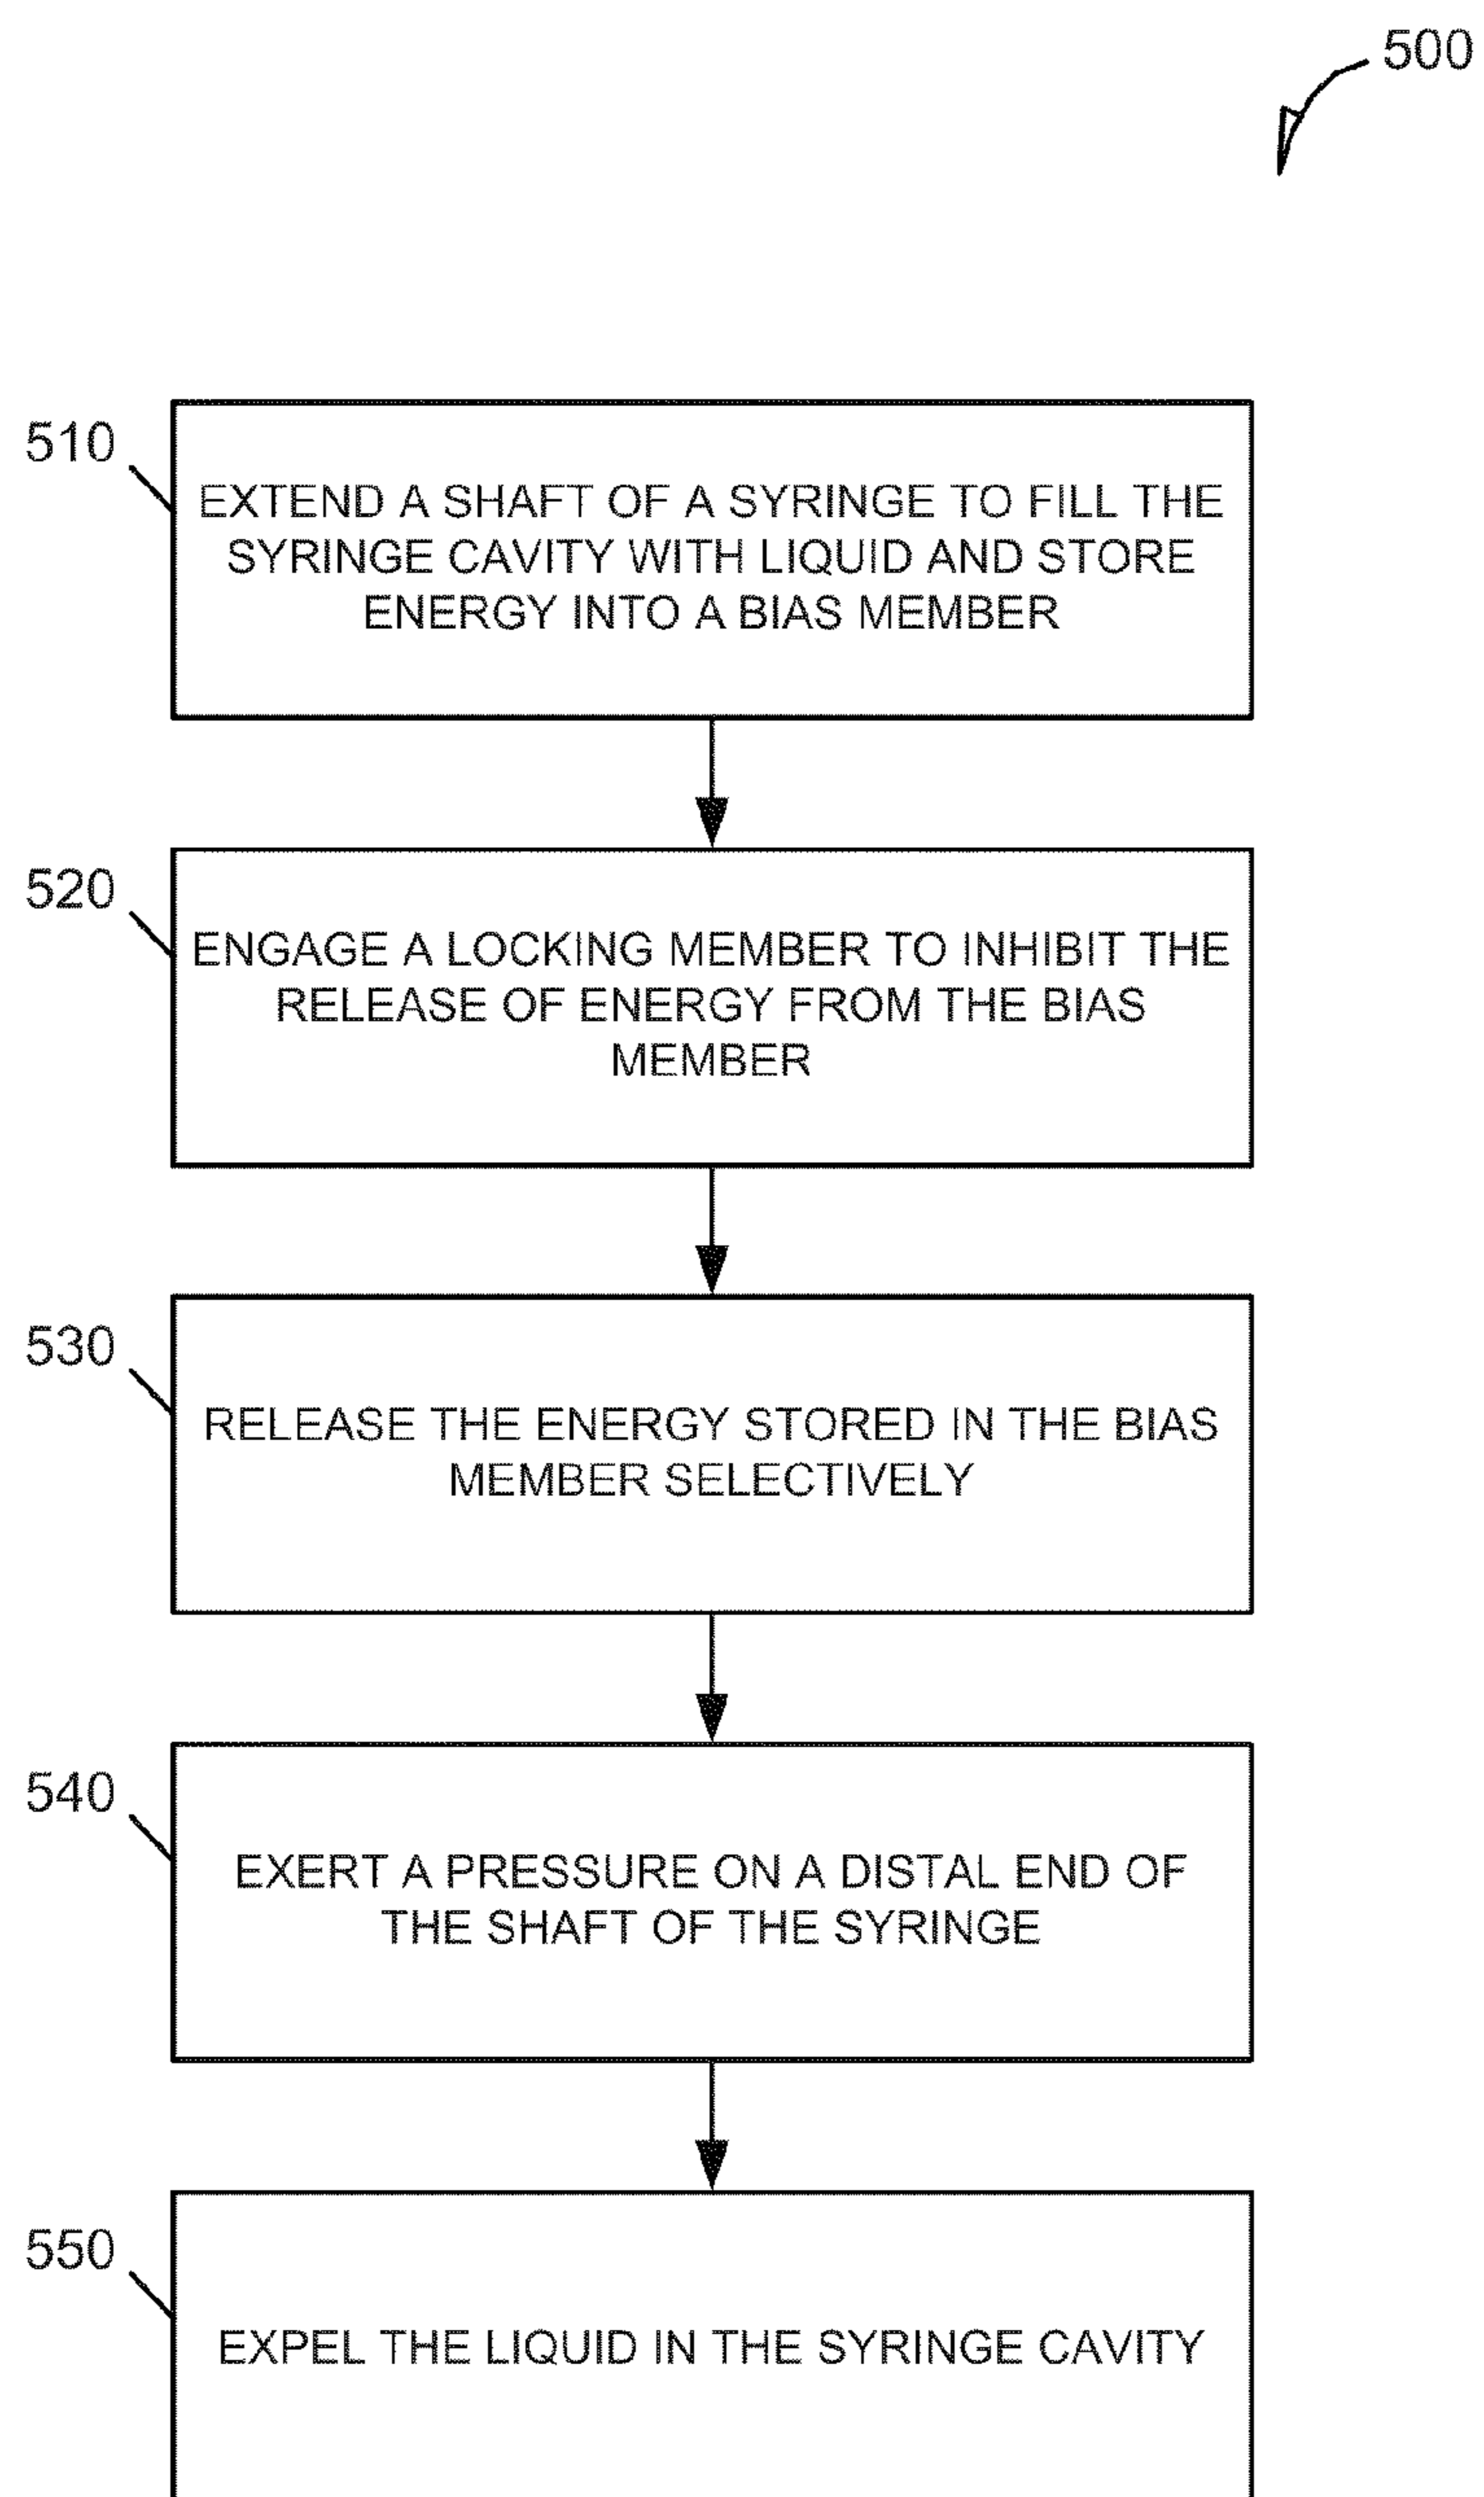 500
510
EXTEND A SHAFT OF A SYRINGE TO FILL THE
SYRINGE CAVITY WITH LIQUID AND STORE
ENERGY INTO A BIAS MEMBER
520
ENGAGE A LOCKING MEMBER TO INHIBIT THE
RELEASE OF ENERGY FROM THE BIAS
MEMBER
530
RELEASE THE ENERGY STORED IN THE BIAS
MEMBER SELECTIVELY
540
EXERT A PRESSURE ON A DISTAL END OF
THE SHAFT OF THE SYRINGE
550
EXPEL THE LIQUID IN THE SYRINGE CAVITY